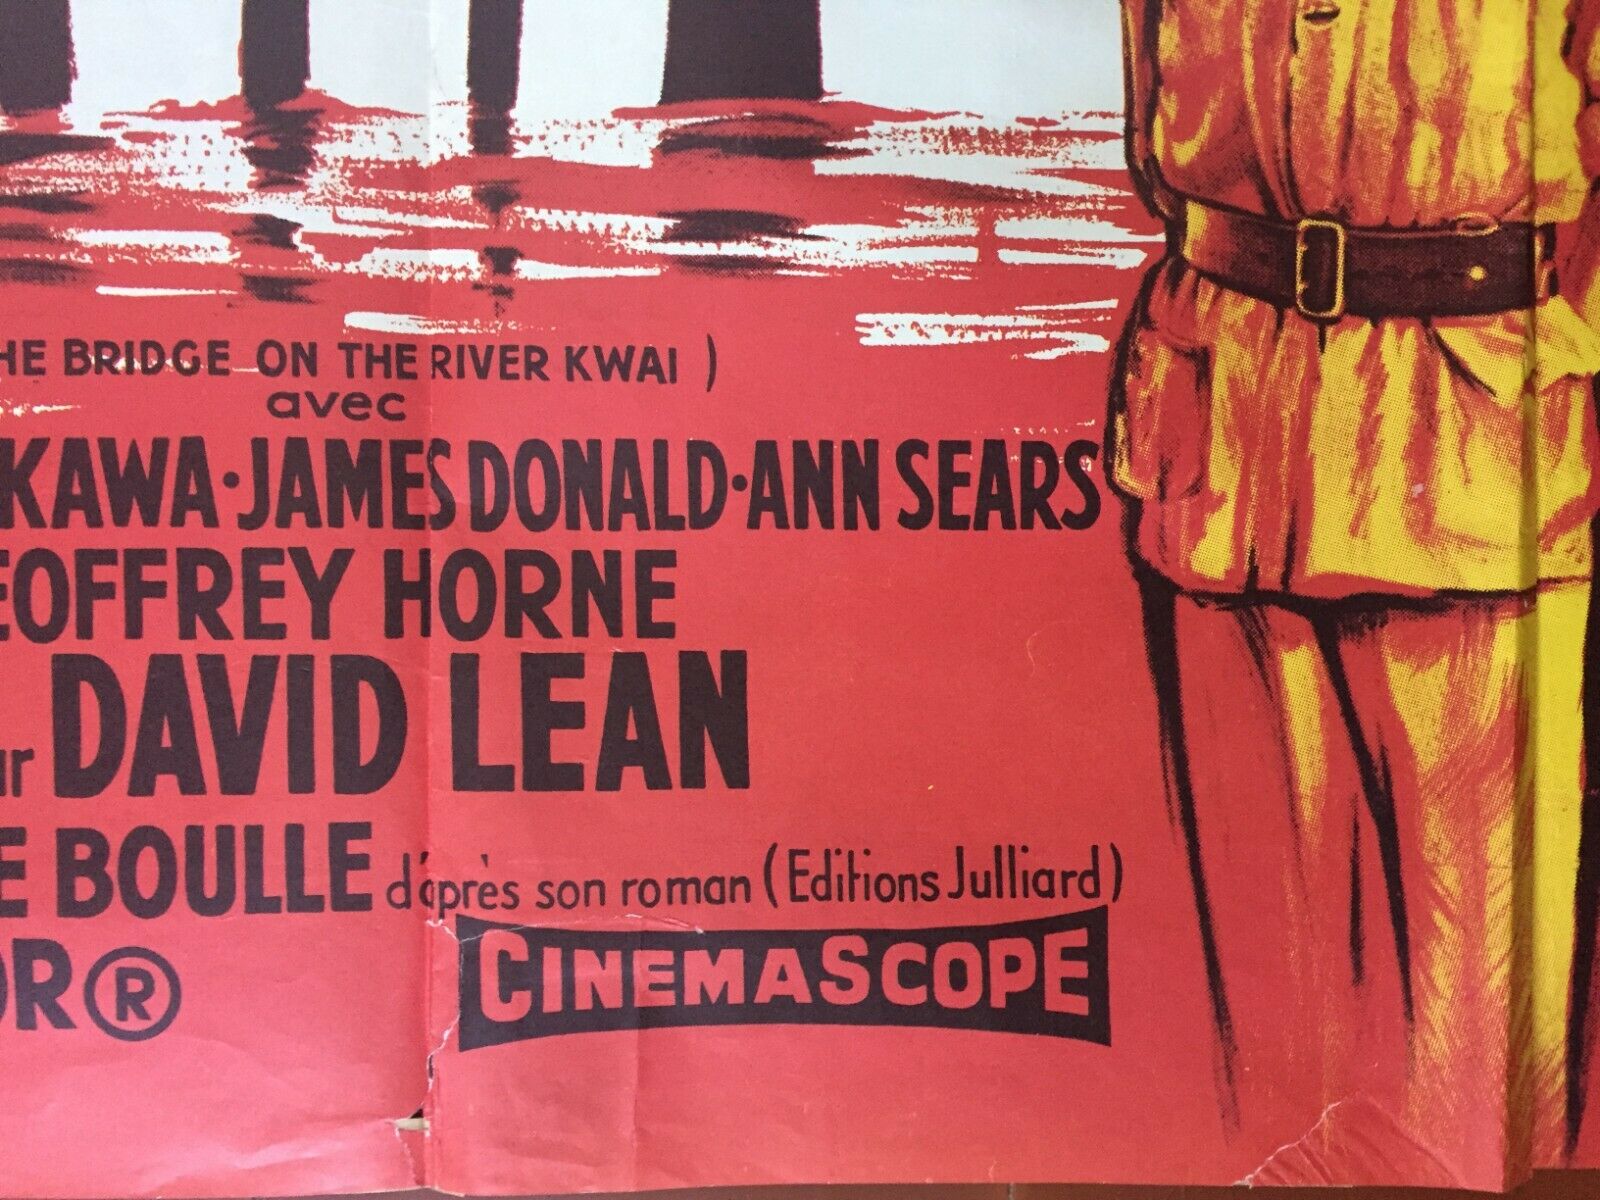 HE BRIDGE ON THE RIVER KWAI )
avec
KAWA · JAMES DONALD · ANN SEARS
EOFFREY HORNE
ur DAVID LEAN
E BOULLE d'après son roman (Editions Julliard)
OR ®
CINEMASCOPE